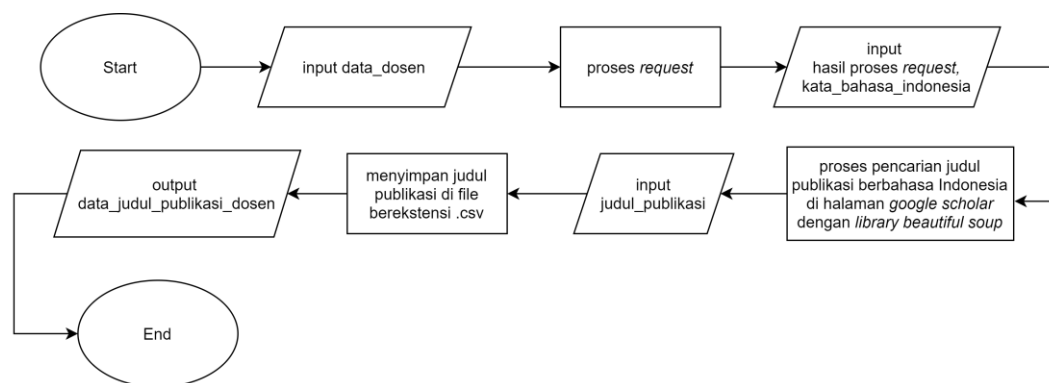 Start
input data_dosen
proses request
input
hasil proses request,
kata_bahasa_indonesia
proses pencarian judul
publikasi berbahasa Indonesia
di halaman google scholar
dengan library beautiful soup
input
judul_publikasi
menyimpan judul
publikasi di file
berekstensi .csv
output
data_judul_publikasi_dosen
End